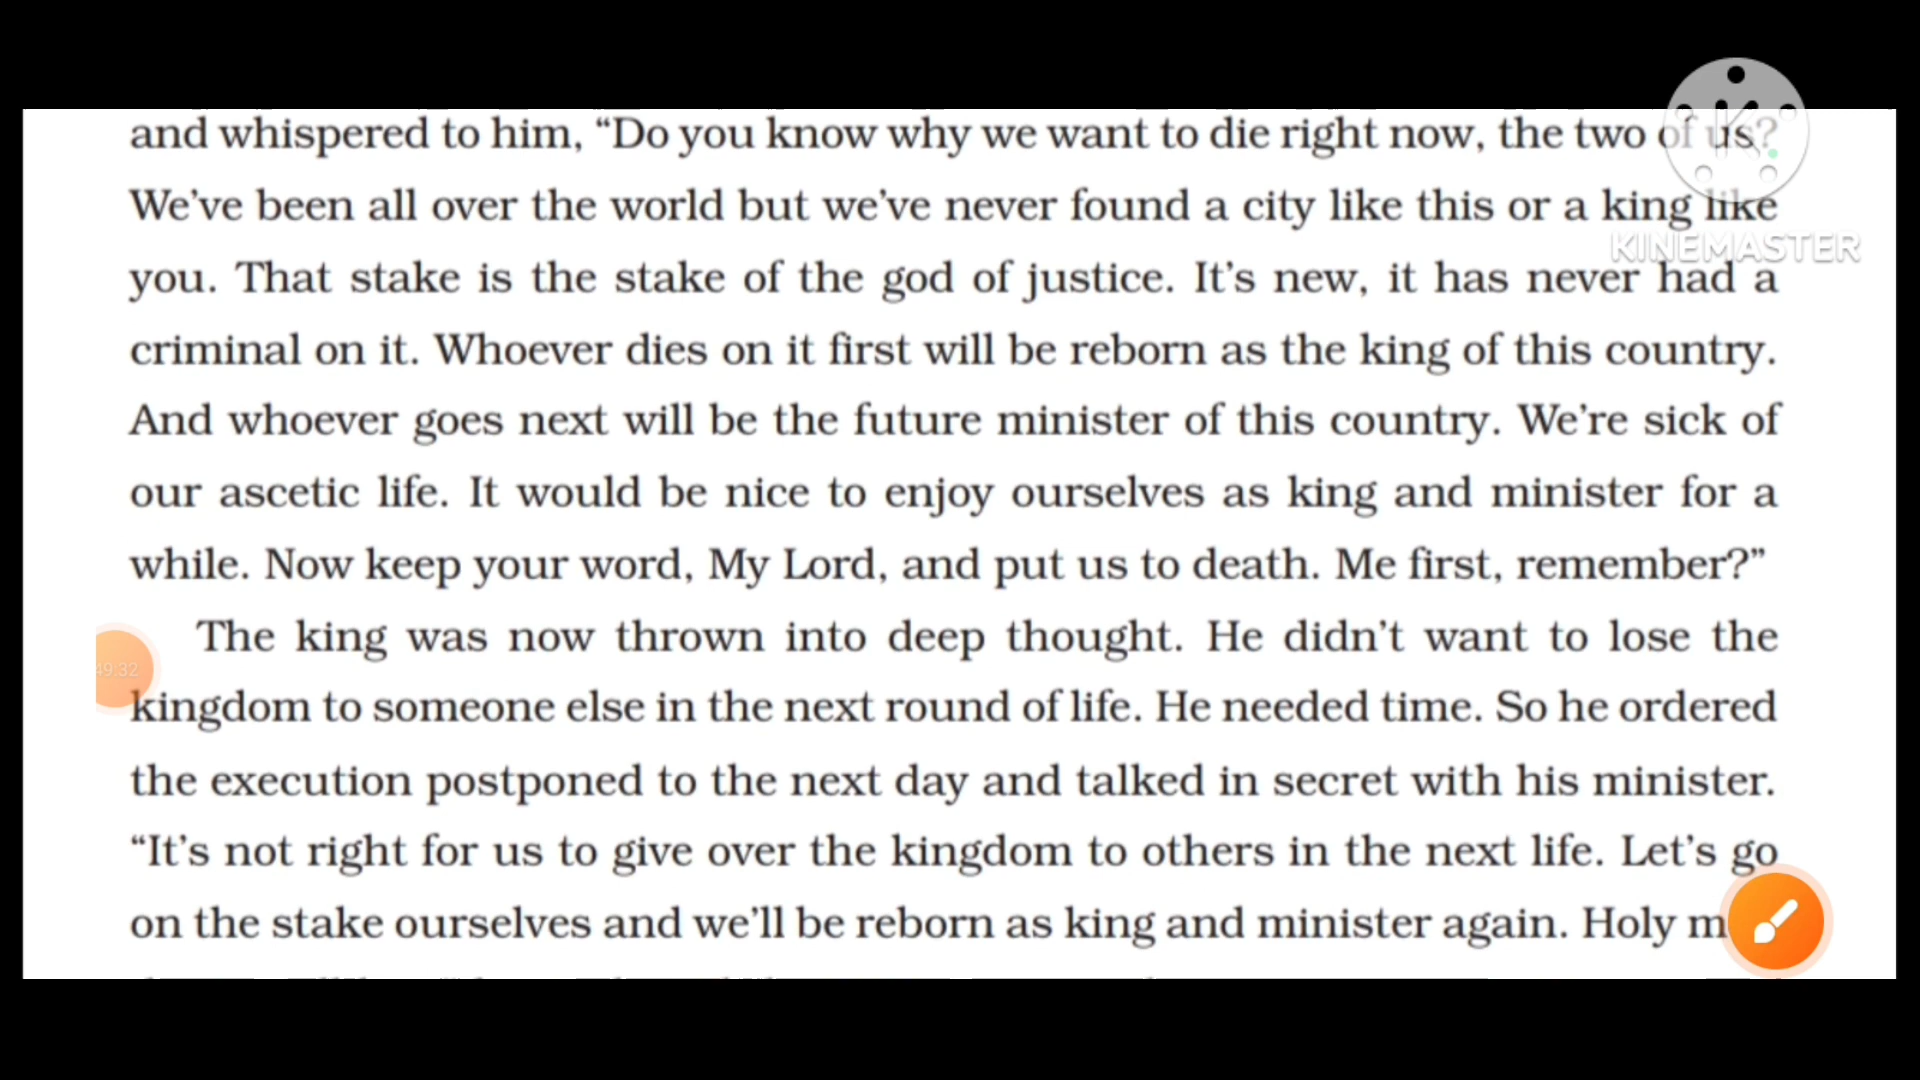 and whispered to him, “Do you know why we want to die right now, the two of us?
We’ve been all over the world but we’ve never found a city like this or a king like
KINEMASTER
you. That stake is the stake of the god of justice. It’s new, it has never had a
criminal on it. Whoever dies on it first will be reborn as the king of this country.
And whoever goes next will be the future minister of this country. We’re sick of
our ascetic life. It would be nice to enjoy ourselves as king and minister for a
while. Now keep your word, My Lord, and put us to death. Me first, remember?”
The king was now thrown into deep thought. He didn’t want to lose the
49:32
kingdom to someone else in the next round of life. He needed time. So he ordered
the execution postponed to the next day and talked in secret with his minister.
“It’s not right for us to give over the kingdom to others in the next life. Let’s go
on the stake ourselves and we’ll be reborn as king and minister again. Holy